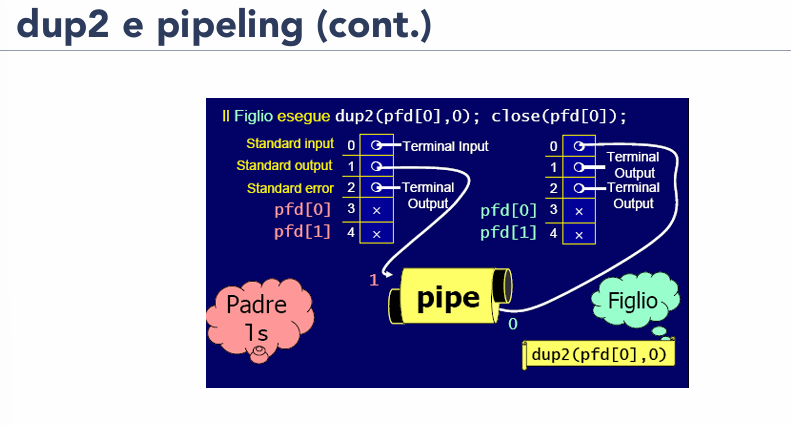 dup2 e pipeling (cont.)
Il Figlio esegue dup2(pfd[0],0); close(pfd[0]);
Standard input 0 Terminal Input 0
Standard output 1 1 Terminal Output
Standard error 2 Terminal Output 2 Terminal Output
pfd[0] 3 x pfd[0] 3 x
pfd[1] 4 x pfd[1] 4 x
1
pipe
0
Padre
ls
Figlio
dup2(pfd[0],0)